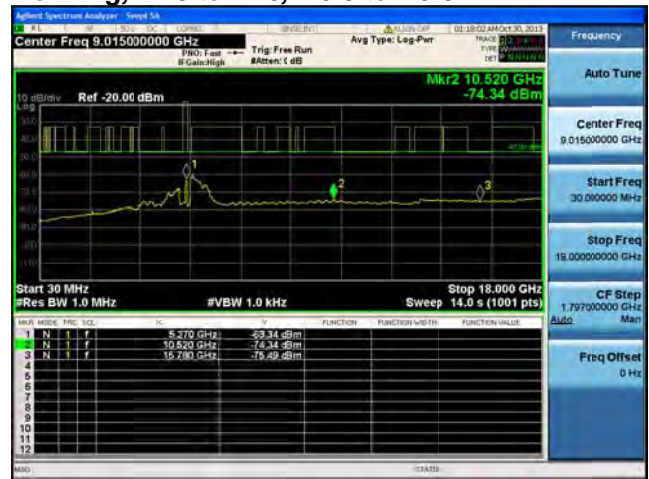 Agilent Spectrum Analyzer - Swept SA
01:18:02 AM Oct 30, 2013
Center Freq 9.015000000 GHz
PNO: Fast
IFGain:High
Trig: Free Run
#Atten: 0 dB
Avg Type: Log-Pwr
TRACE
TYPE
DET
Frequency
Auto Tune
Mkr2 10.520 GHz
-74.34 dBm
10 dB/div Ref -20.00 dBm
Log
Center Freq
9.015000000 GHz
1
2
3
Start Freq
30.000000 MHz
Stop Freq
18.000000000 GHz
Start 30 MHz
Stop 18.000 GHz
#Res BW 1.0 MHz
#VBW 1.0 kHz
Sweep 14.0 s (1001 pts)
CF Step
1.797000000 GHz
Auto Man
Freq Offset
0 Hz
MKR MODE TRC SCL X Y FUNCTION FUNCTION WIDTH FUNCTION VALUE
1 N 1 f 5.270 GHz -63.34 dBm
2 N 1 f 10.520 GHz -74.34 dBm
3 N 1 f 15.780 GHz -75.49 dBm
4
5
6
7
8
9
10
11
12
MSG
STATUS